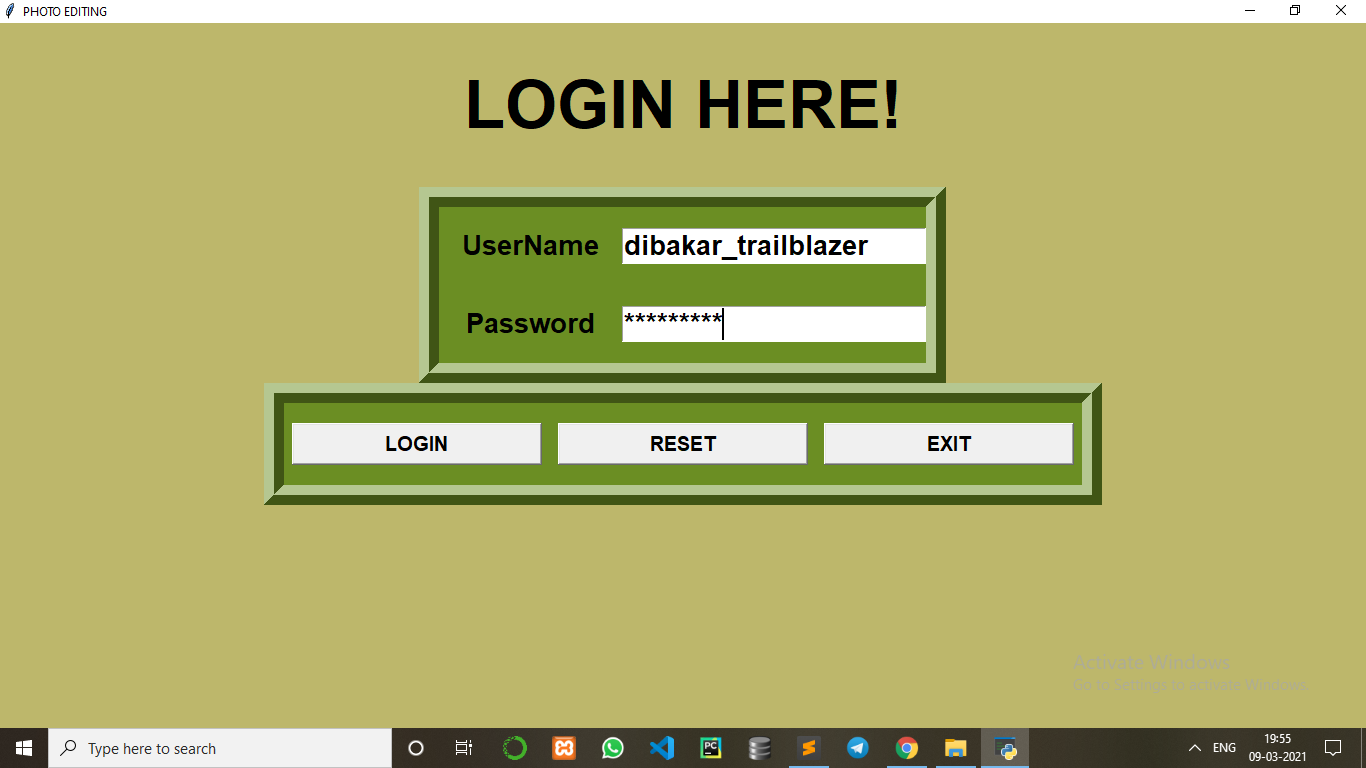 PHOTO EDITING
LOGIN HERE!
UserName dibakar_trailblazer
Password *********
LOGIN RESET EXIT
Activate Windows
Go to Settings to activate Windows.
Type here to search
PC
ENG
19:55
09-03-2021